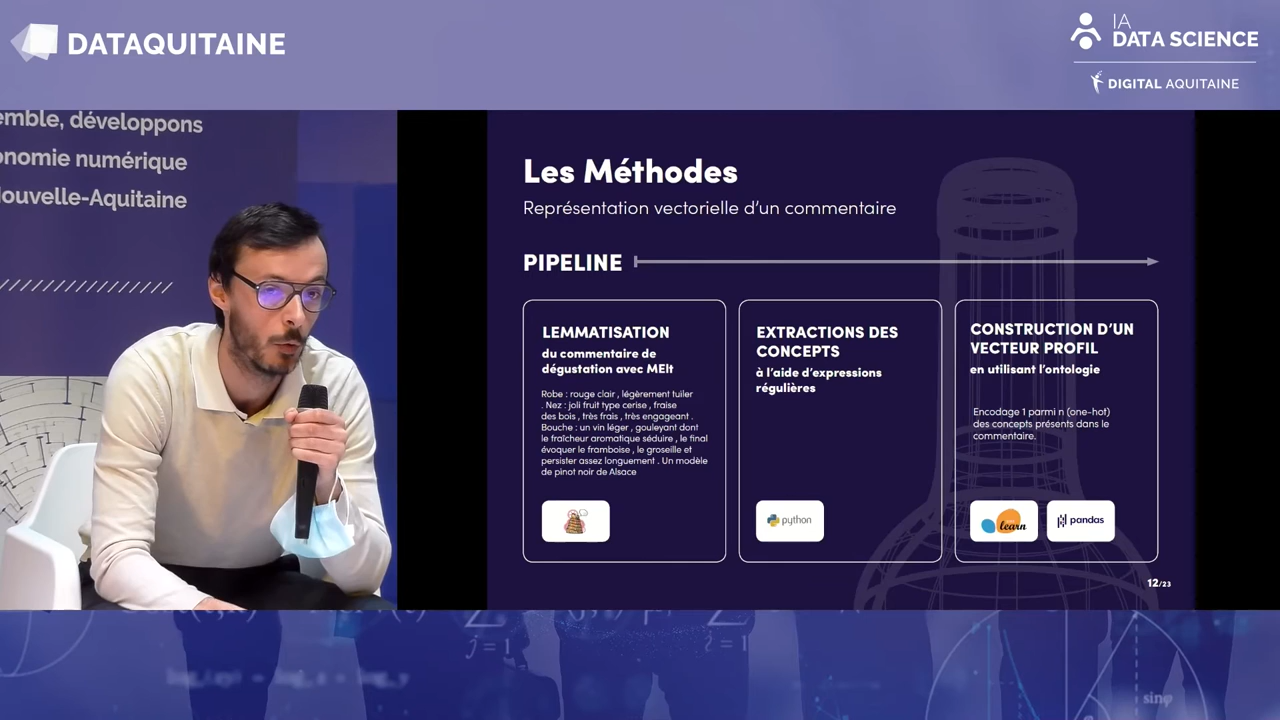 DATAQUITAINE
IA
DATA SCIENCE
DIGITAL AQUITAINE
emble, développons
onomie numérique
ouvelle-Aquitaine
Les Méthodes
Représentation vectorielle d'un commentaire
PIPELINE
LEMMATISATION
du commentaire de
dégustation avec MElt
Robe : rouge clair , légèrement tuiler
. Nez : joli fruit type cerise , fraise
des bois , très frais , très engageant .
Bouche : un vin léger , gouleyant dont
le fraîcheur aromatique séduire , le final
évoquer le framboise , le groseille et
persister assez longuement . Un modèle
de pinot noir de Alsace
EXTRACTIONS DES
CONCEPTS
à l'aide d'expressions
régulières
python
CONSTRUCTION D'UN
VECTEUR PROFIL
en utilisant l'ontologie
Encodage 1 parmi n (one-hot)
des concepts présents dans le
commentaire.
learn
pandas
12/23
j=1
i=1
sinφ